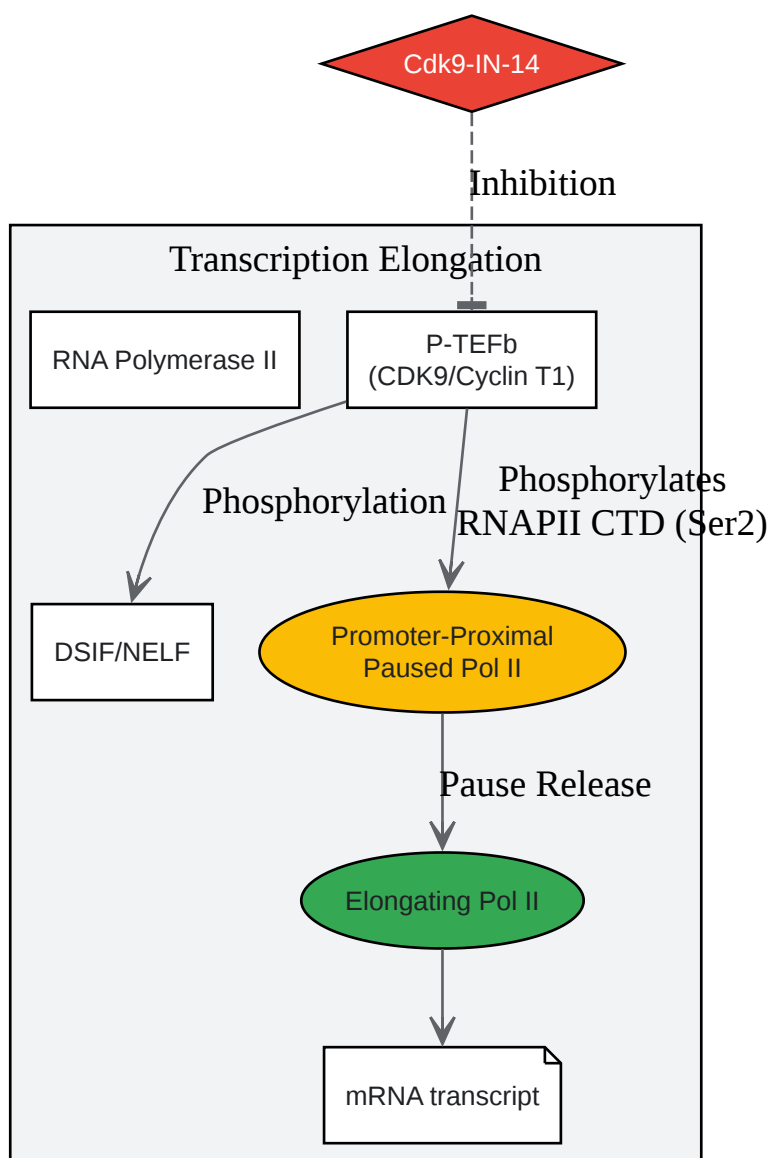 Cdk9-IN-14
Inhibition
Transcription Elongation
RNA Polymerase II
P-TEFb
(CDK9/Cyclin T1)
Phosphorylation
Phosphorylates
RNAPII CTD (Ser2)
DSIF/NELF
Promoter-Proximal
Paused Pol II
Pause Release
Elongating Pol II
mRNA transcript